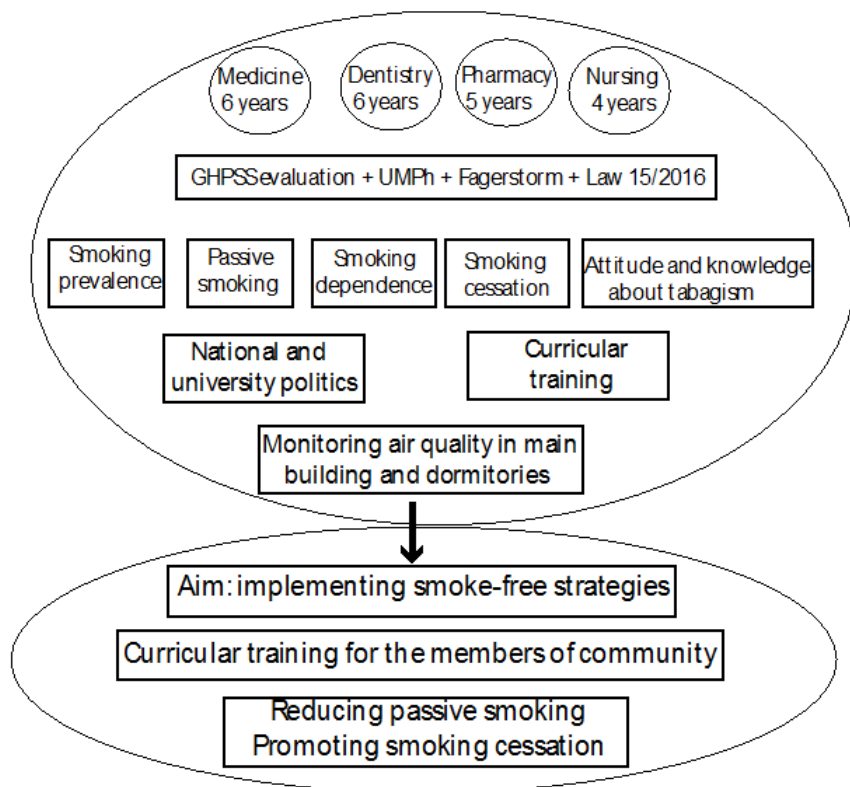 Medicine
6 years
Dentistry
6 years
Pharmacy
5 years
Nursing
4 years
GHPSSevaluation + UMPh + Fagerstorm + Law 15/2016
Smoking
prevalence
Passive
smoking
Smoking
dependence
Smoking
cessation
Attitude and knowledge
about tabagism
National and
university politics
Curricular
training
Monitoring air quality in main
building and dormitories
Aim: implementing smoke-free strategies
Curricular training for the members of community
Reducing passive smoking
Promoting smoking cessation